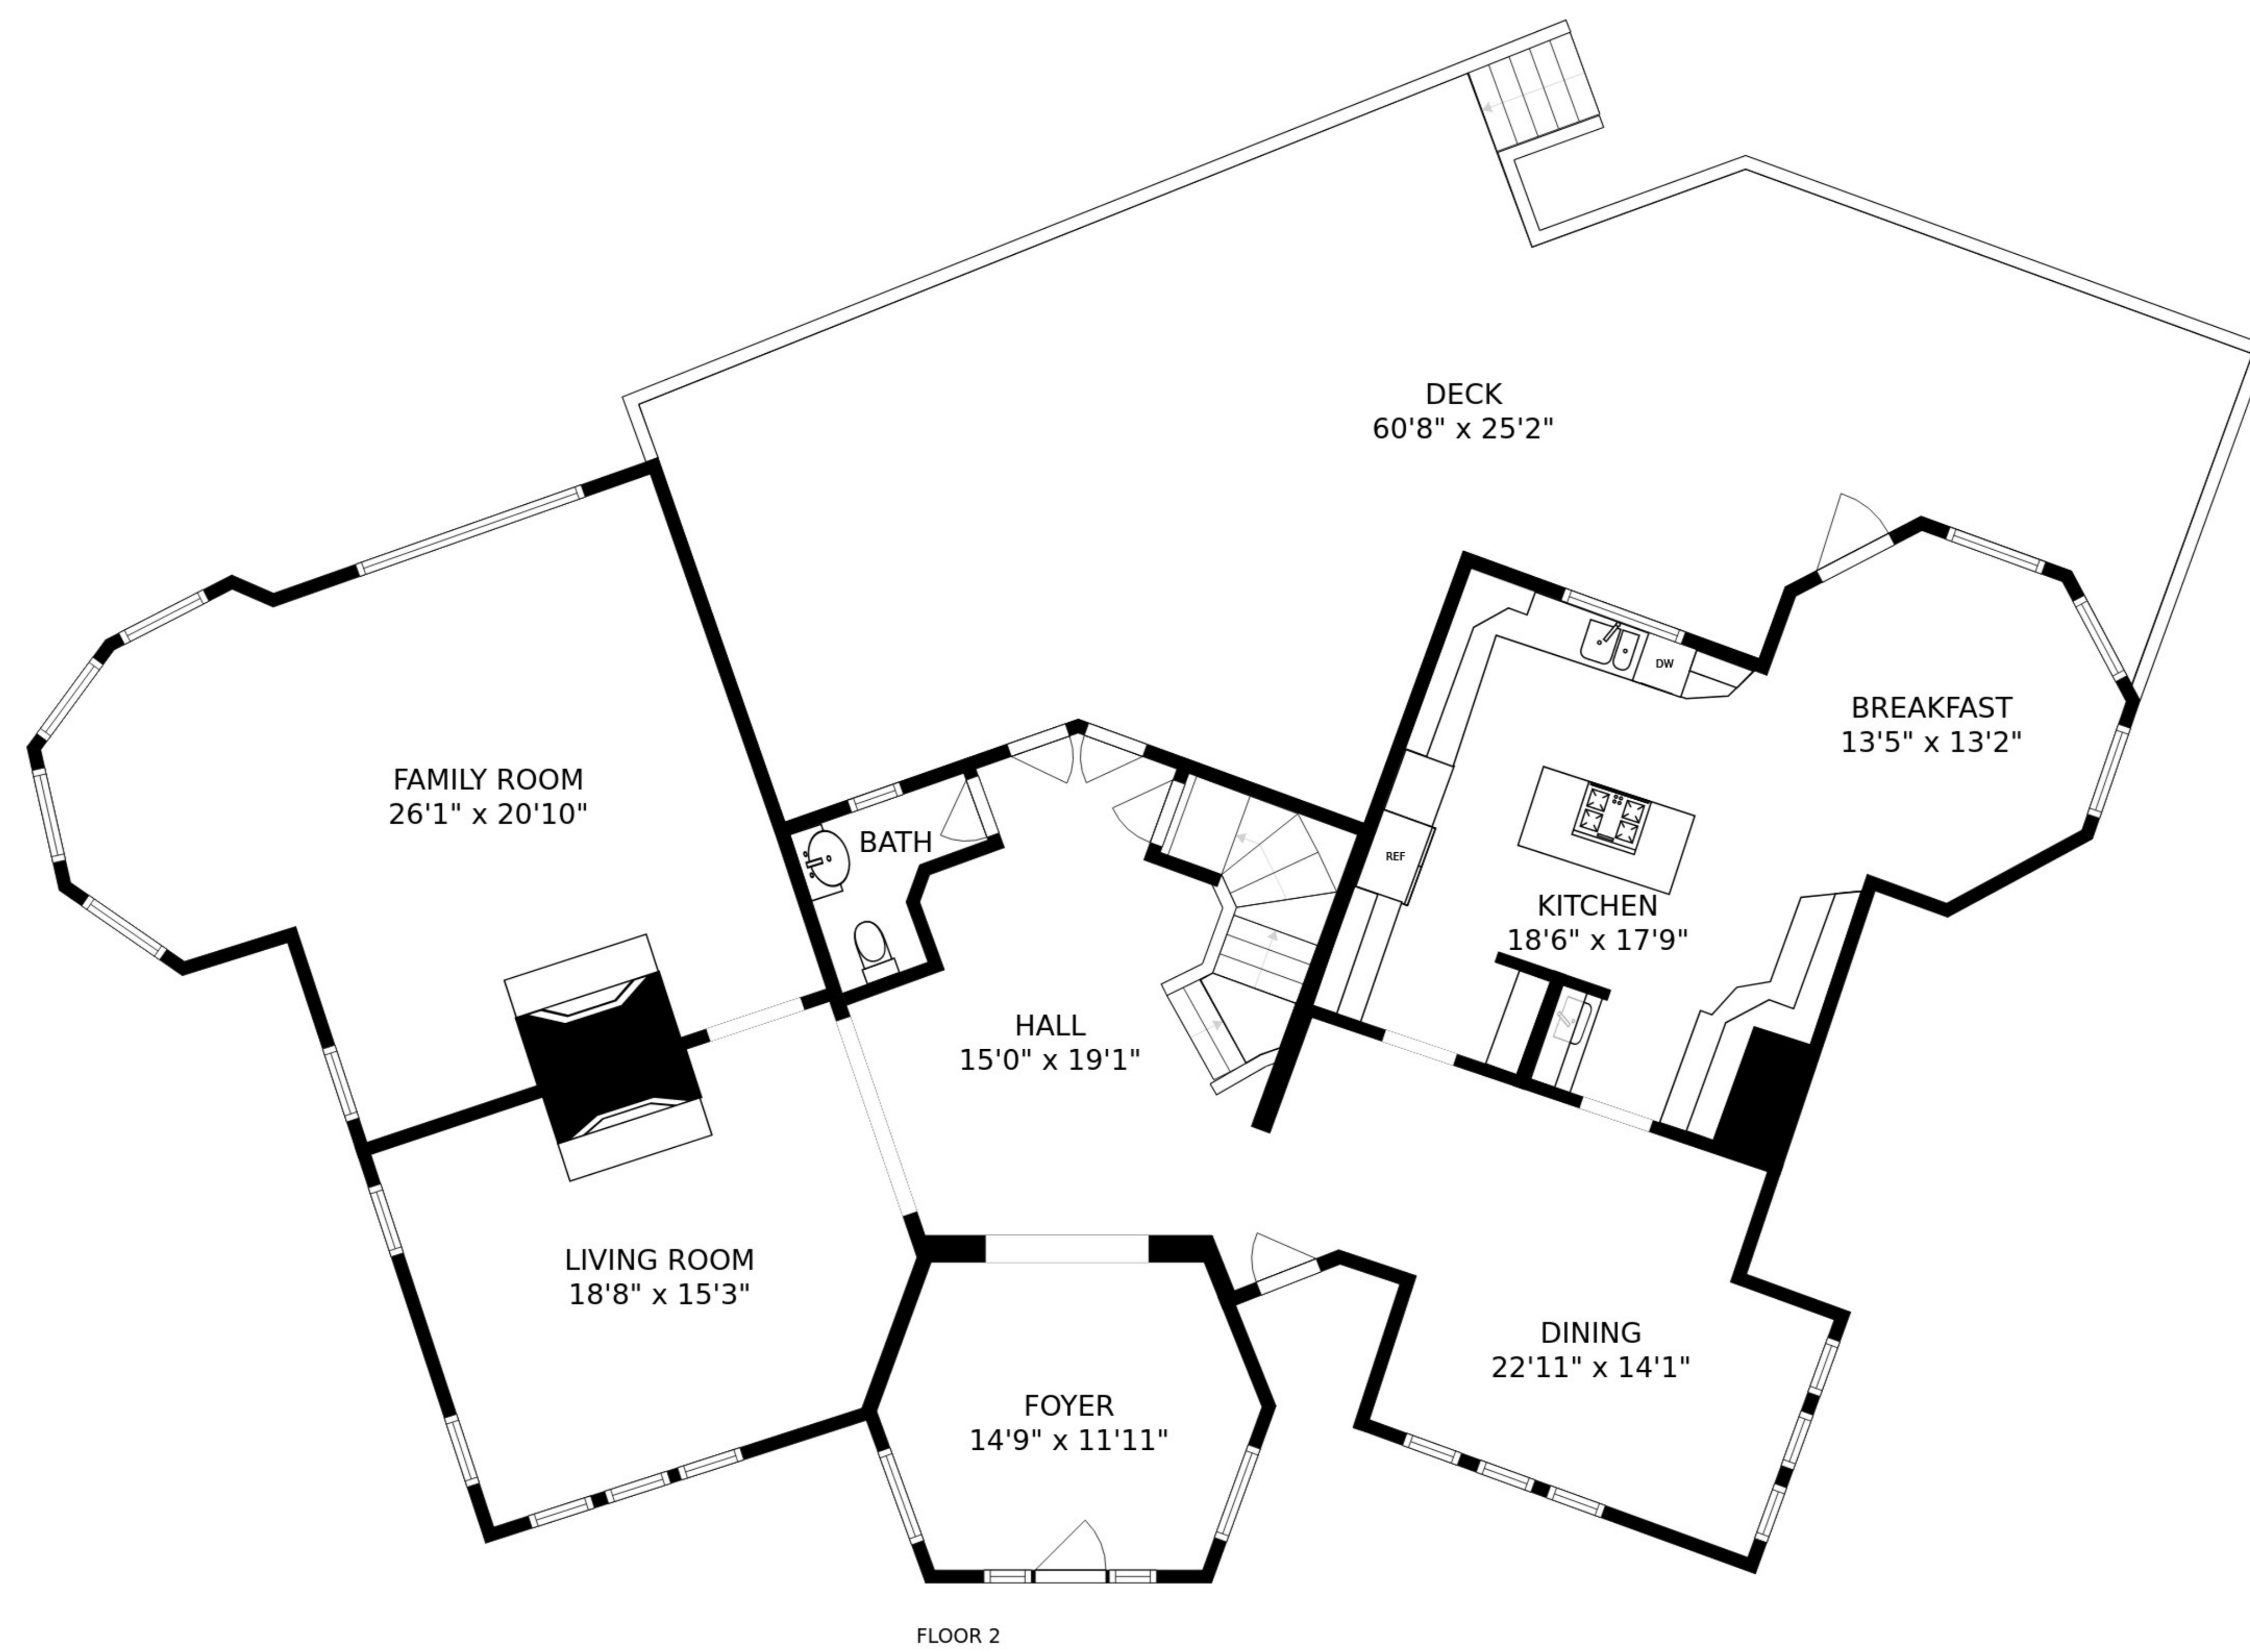 DECK
60'8" x 25'2"
DW
BREAKFAST
13'5" x 13'2"
FAMILY ROOM
26'1" x 20'10"
BATH
REF
KITCHEN
18'6" x 17'9"
HALL
15'0" x 19'1"
LIVING ROOM
18'8" x 15'3"
DINING
22'11" x 14'1"
FOYER
14'9" x 11'11"
FLOOR 2